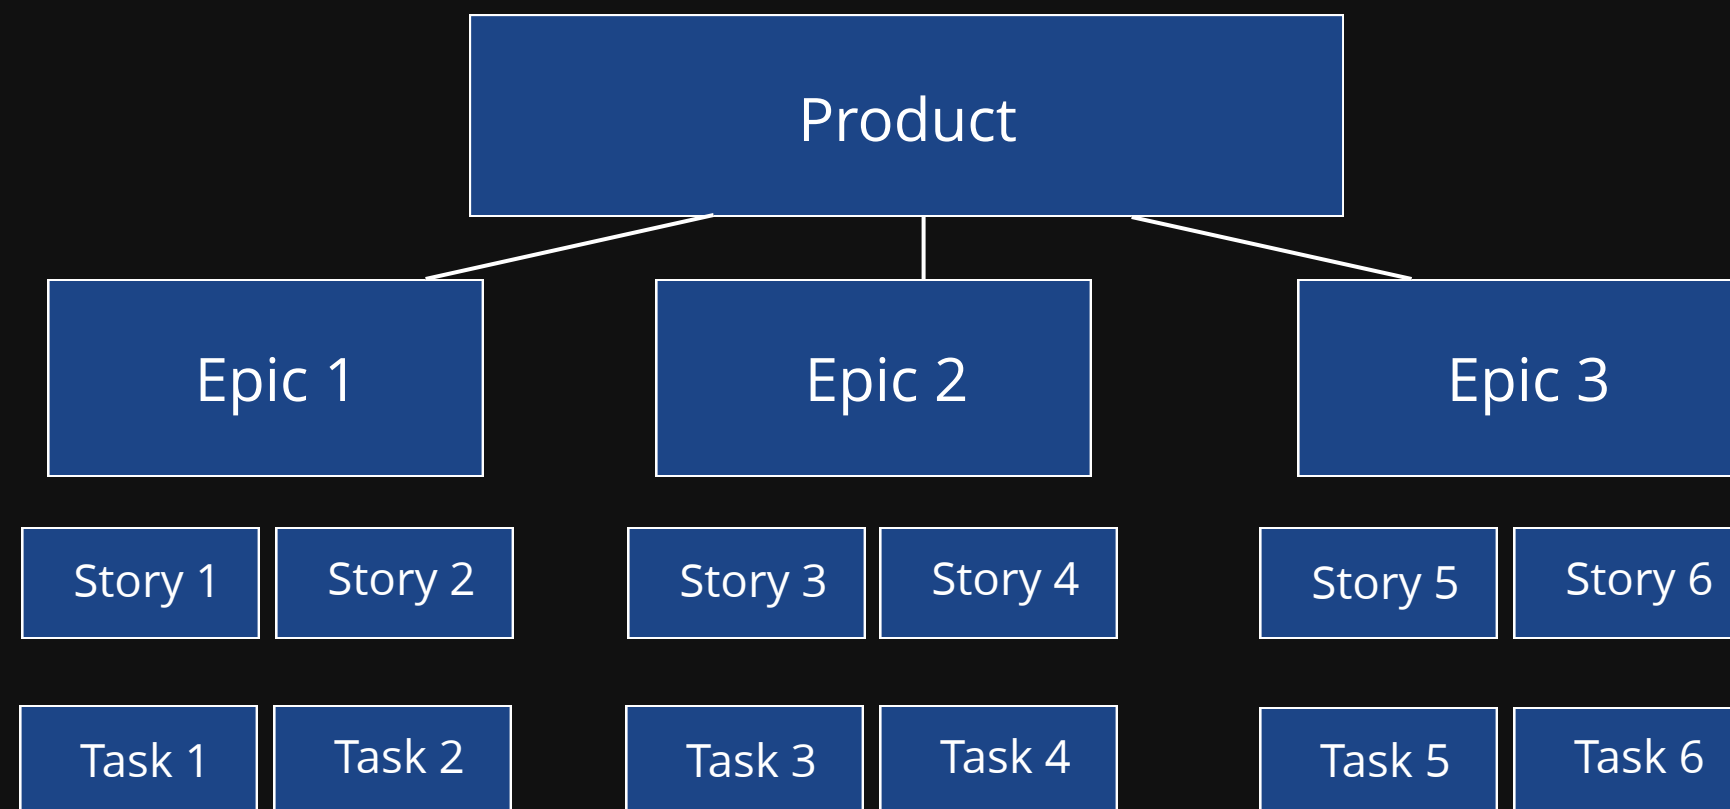 Product
Epic 1
Epic 2
Epic 3
Story 1
Story 2
Story 3
Story 4
Story 5
Story 6
Task 1
Task 2
Task 3
Task 4
Task 5
Task 6